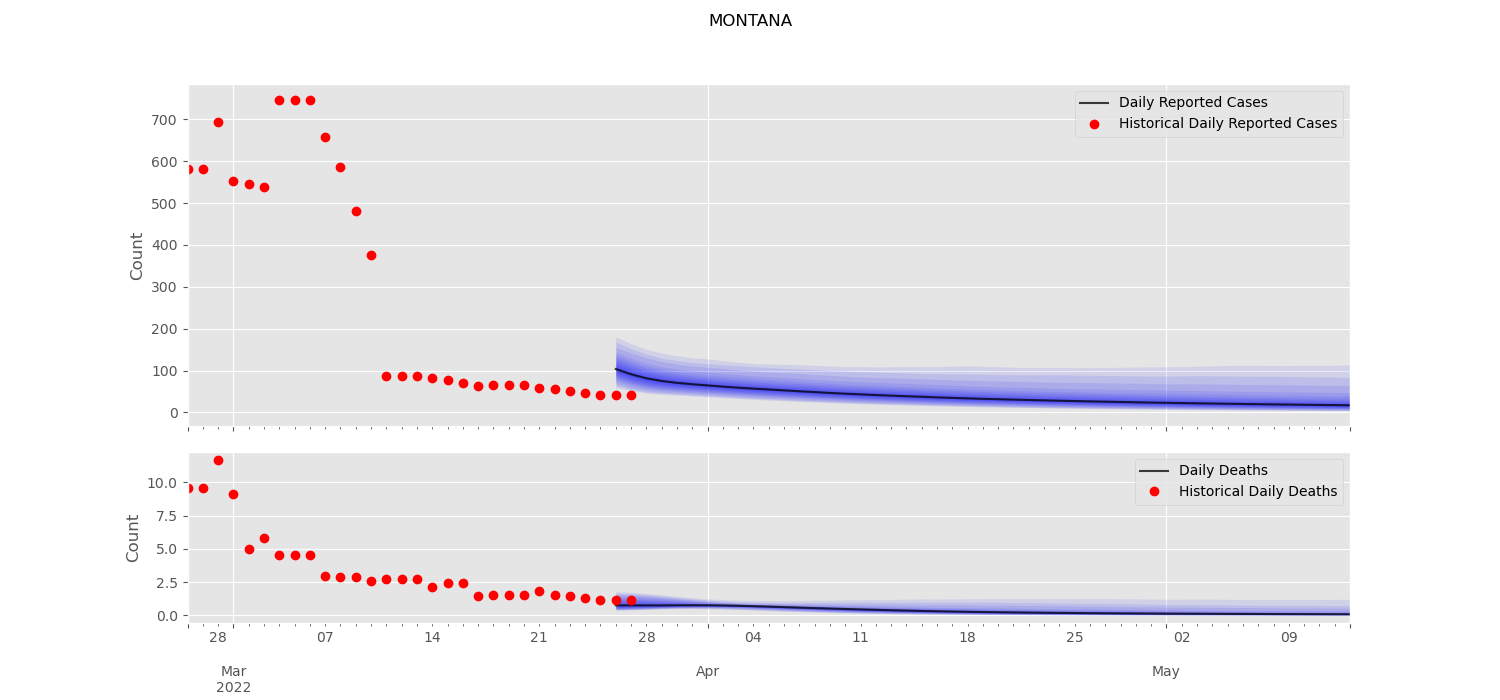 MONTANA
Daily Reported Cases
Historical Daily Reported Cases
Count
700
600
500
400
300
200
100
0
Daily Deaths
Historical Daily Deaths
Count
10.0
7.5
5.0
2.5
0.0
28 07 14 21 28 04 11 18 25 02 09
Mar Apr May
2022